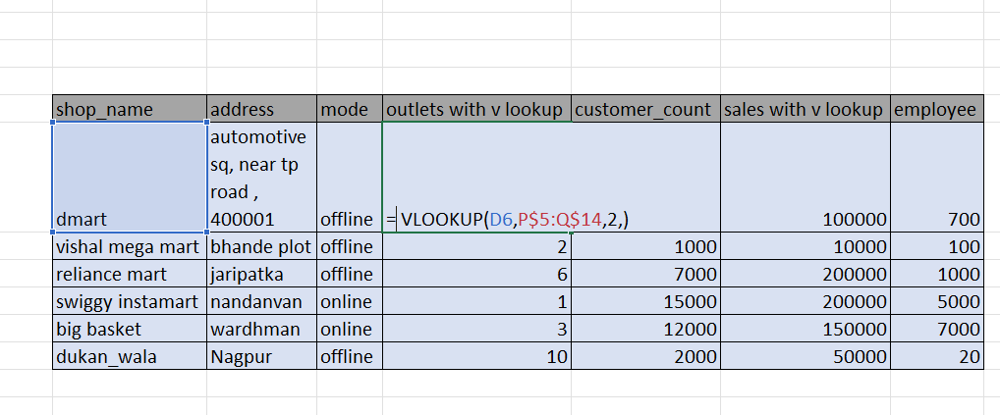 shop_name address mode outlets with v lookup customer_count sales with v lookup employee
automotive
sq, near tp
road ,
dmart 400001 offline = VLOOKUP(D6,P$5:Q$14,2,) 100000 700
vishal mega mart bhande plot offline 2 1000 10000 100
reliance mart jaripatka offline 6 7000 200000 1000
swiggy instamart nandanvan online 1 15000 200000 5000
big basket wardhman online 3 12000 150000 7000
dukan_wala Nagpur offline 10 2000 50000 20